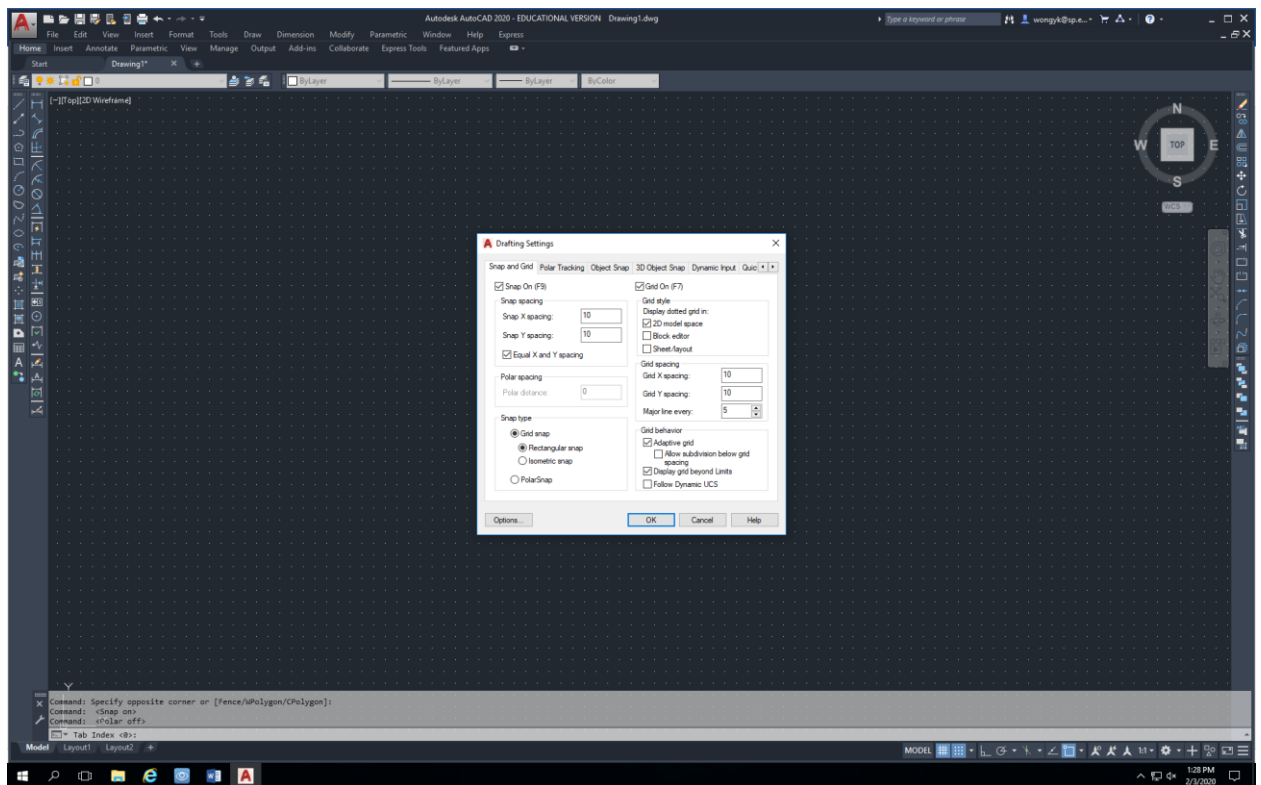 A Autodesk AutoCAD 2020 - EDUCATIONAL VERSION Drawing1.dwg Type a keyword or phrase wongyk@sp.e...
File Edit View Insert Format Tools Draw Dimension Modify Parametric Window Help Express
Home Insert Annotate Parametric View Manage Output Add-ins Collaborate Express Tools Featured Apps
Start Drawing1* × +
0 ByLayer ByLayer ByLayer ByColor
[-][Top][2D Wireframe]
N
W TOP E
S
WCS
A Drafting Settings
Snap and Grid Polar Tracking Object Snap 3D Object Snap Dynamic Input Quic
Snap On (F9) Grid On (F7)
Snap spacing Grid style
Display dotted grid in:
Snap X spacing: 10
2D model space
Snap Y spacing: 10 Block editor
Sheet/layout
Equal X and Y spacing
Grid spacing
Polar spacing Grid X spacing: 10
Polar distance: 0 Grid Y spacing: 10
Major line every: 5
Snap type
Grid snap Grid behavior
Adaptive grid
Rectangular snap Allow subdivision below grid
Isometric snap spacing
Display grid beyond Limits
PolarSnap Follow Dynamic UCS
Options... OK Cancel Help
A
Y
Command: Specify opposite corner or [Fence/WPolygon/CPolygon]:
Command: <Snap on>
Command: <Polar off>
Tab Index <0>:
Model Layout1 Layout2 + MODEL 1:1
1:28 PM
2/3/2020